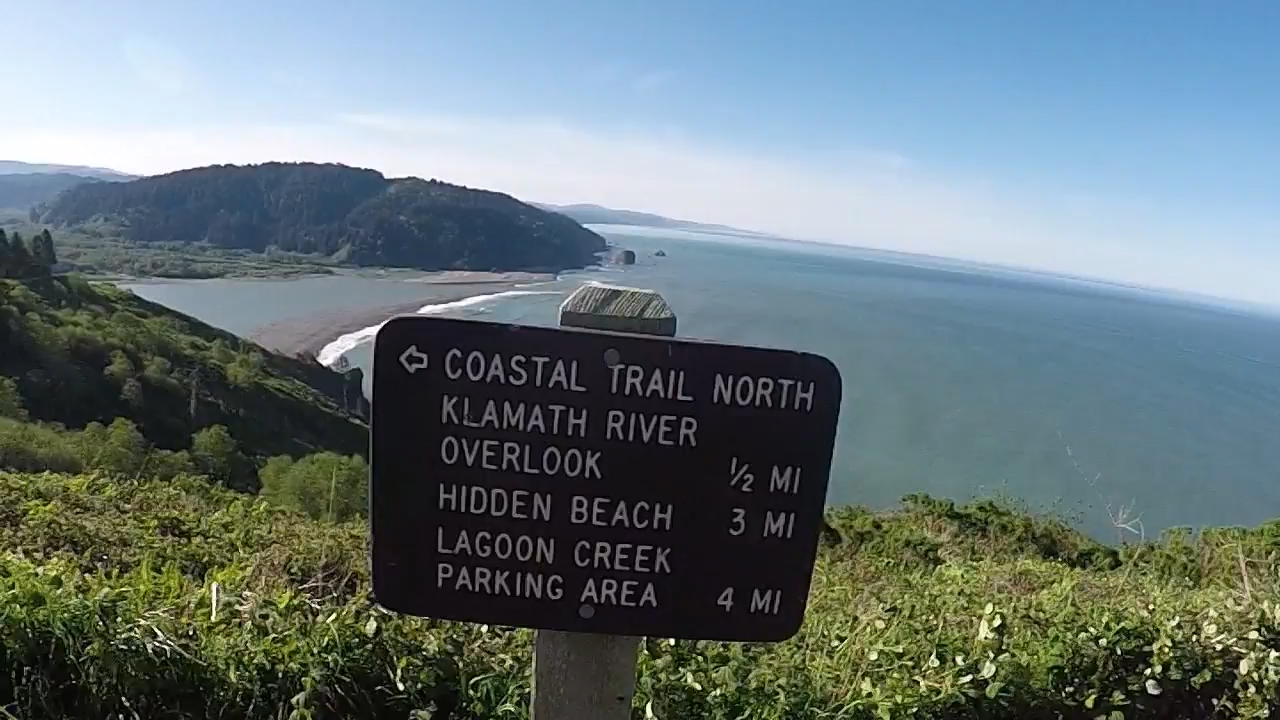 COASTAL TRAIL NORTH
KLAMATH RIVER
OVERLOOK ½ MI
HIDDEN BEACH 3 MI
LAGOON CREEK
PARKING AREA 4 MI